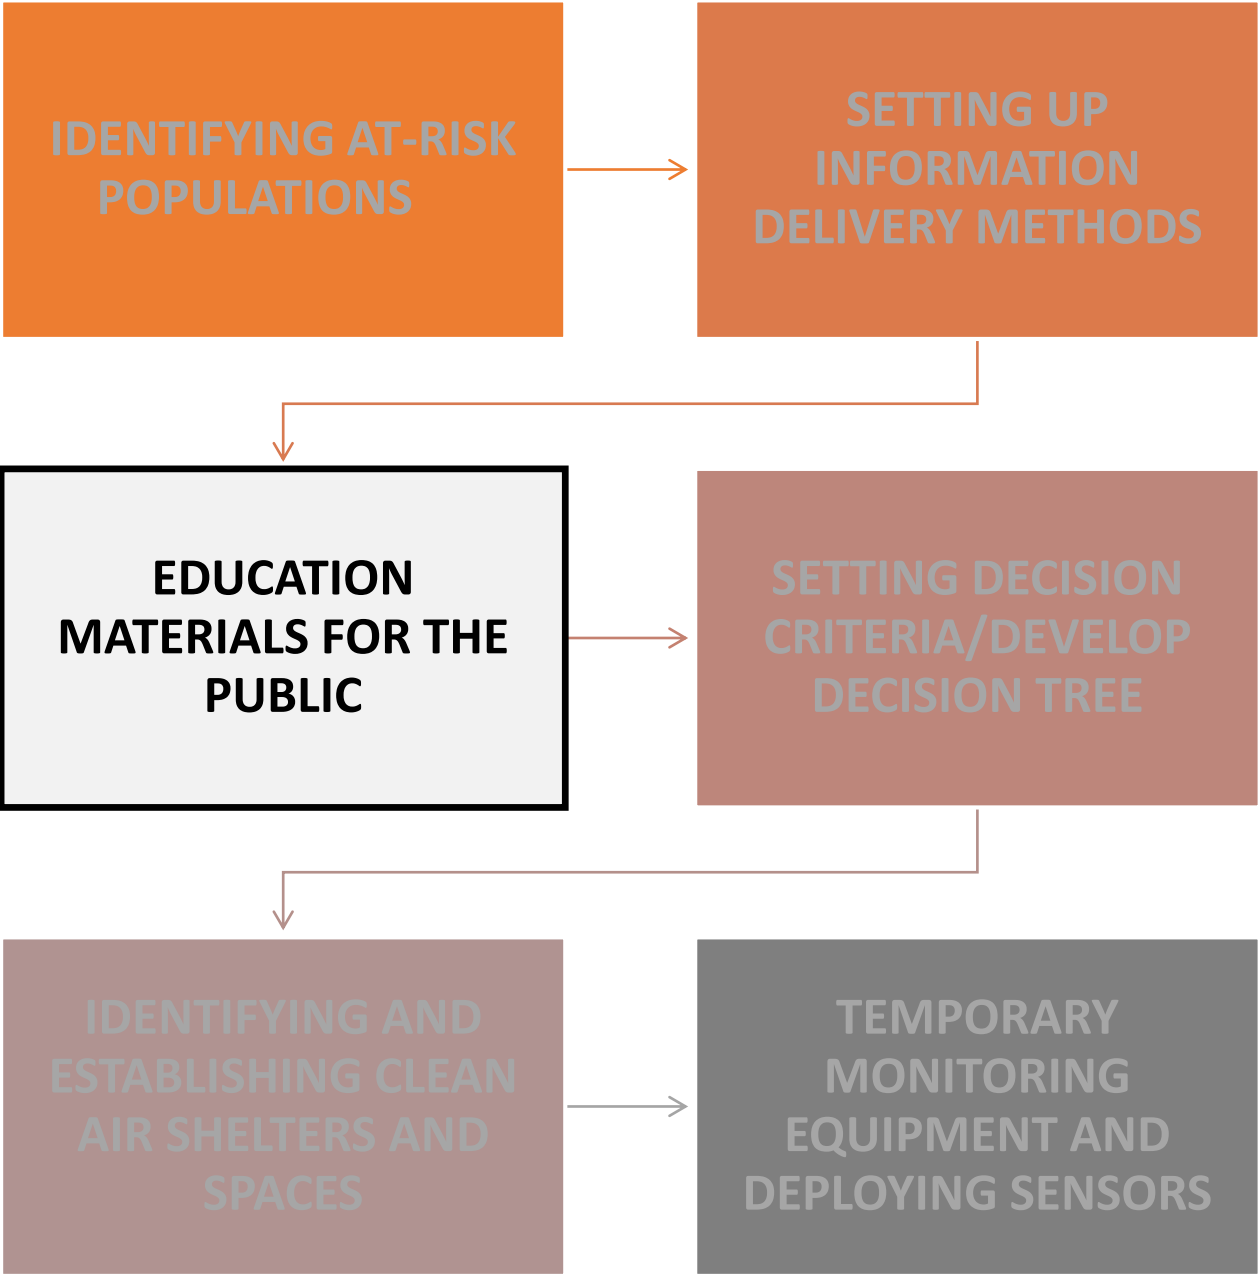 IDENTIFYING AT-RISK
POPULATIONS
SETTING UP
INFORMATION
DELIVERY METHODS
EDUCATION
MATERIALS FOR THE
PUBLIC
SETTING DECISION
CRITERIA/DEVELOP
DECISION TREE
IDENTIFYING AND
ESTABLISHING CLEAN
AIR SHELTERS AND
SPACES
TEMPORARY
MONITORING
EQUIPMENT AND
DEPLOYING SENSORS